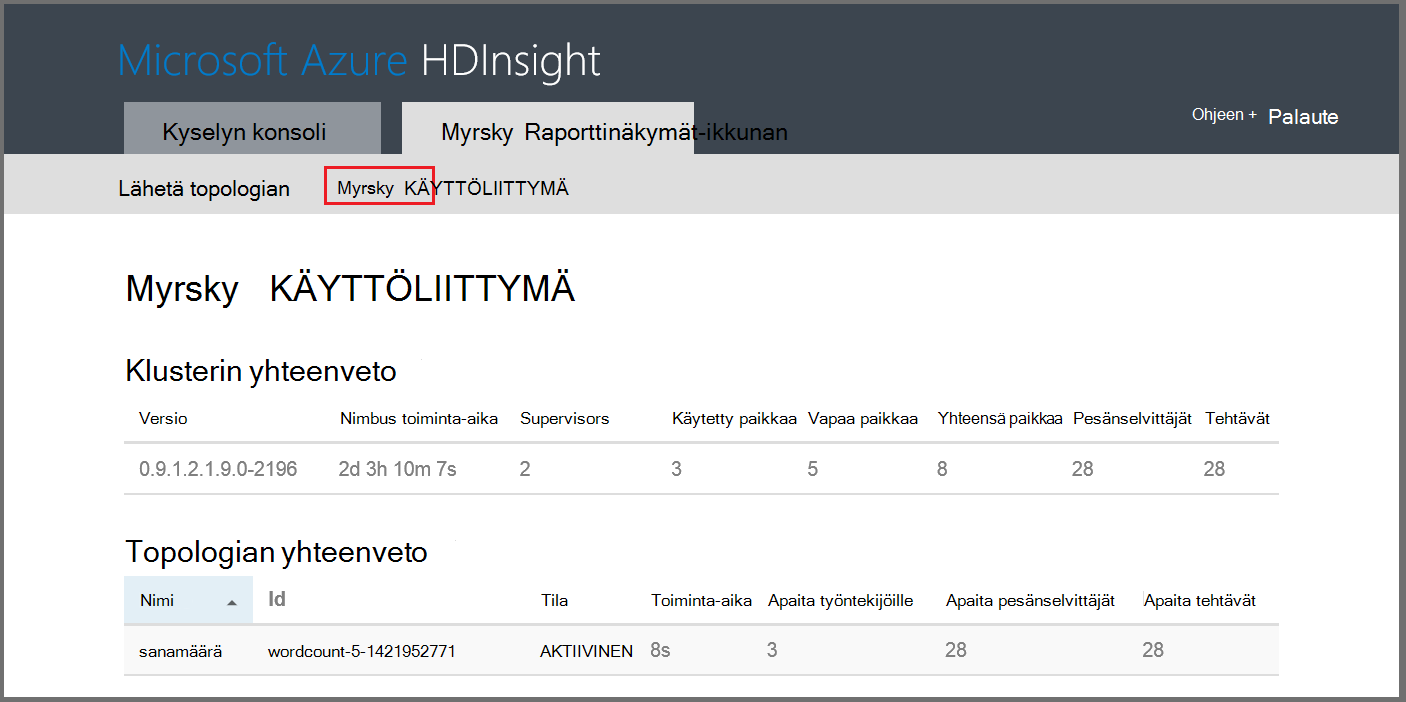 Microsoft Azure HDInsight
Kyselyn konsoli Myrsky Raporttinäkymät-ikkunan Ohjeen + Palaute
Lähetä topologian Myrsky KÄYTTÖLIITTYMÄ
Myrsky KÄYTTÖLIITTYMÄ
Klusterin yhteenveto
Versio Nimbus toiminta-aika Supervisors Käytetty paikkaa Vapaa paikkaa Yhteensä paikkaa Pesänselvittäjät Tehtävät
0.9.1.2.1.9.0-2196 2d 3h 10m 7s 2 3 5 8 28 28
Topologian yhteenveto
Nimi Id Tila Toiminta-aika Apaita työntekijöille Apaita pesänselvittäjät Apaita tehtävät
sanamäärä wordcount-5-1421952771 AKTIIVINEN 8s 3 28 28